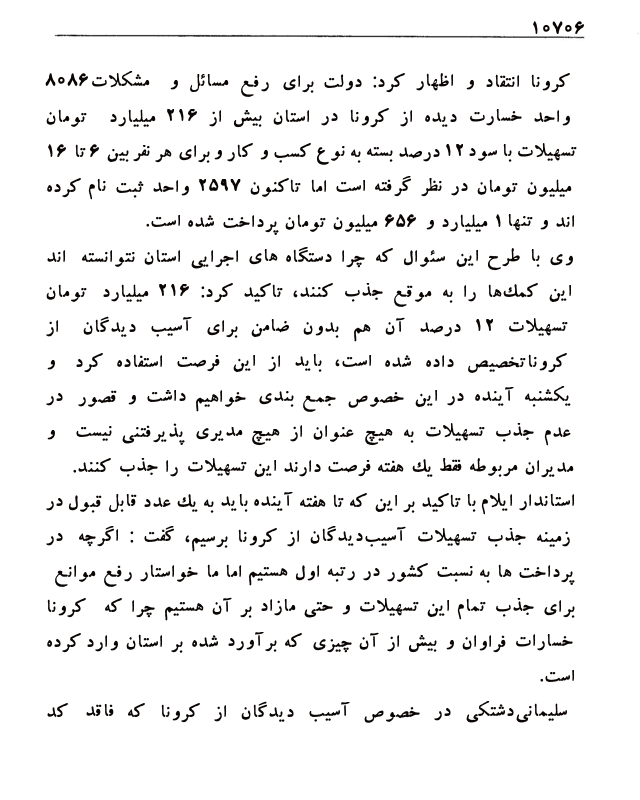 ۱۰۷۰۶
کرونا انتقاد و اظهار کرد: دولت برای رفع مسائل و مشکلات ۸۰۸۶
واحد خسارت دیده از کرونا در استان بیش از ۲۱۶ میلیارد تومان
تسهیلات با سود ۱۲ درصد بسته به نوع کسب و کار و برای هر نفر بین ۶ تا ۱۶
میلیون تومان در نظر گرفته است اما تاکنون ۲۵۹۷ واحد ثبت نام کرده
اند و تنها ۱ میلیارد و ۶۵۶ میلیون تومان پرداخت شده است.
وی با طرح این سئوال که چرا دستگاه های اجرایی استان نتوانسته اند
این کمك‌ها را به موقع جذب کنند، تاکید کرد: ۲۱۶ میلیارد تومان
تسهیلات ۱۲ درصد آن هم بدون ضامن برای آسیب دیدگان از
کروناتخصیص داده شده است، باید از این فرصت استفاده کرد و
یکشنبه آینده در این خصوص جمع بندی خواهیم داشت و قصور در
عدم جذب تسهیلات به هیچ عنوان از هیچ مدیری پذیرفتنی نیست و
مدیران مربوطه فقط یك هفته فرصت دارند این تسهیلات را جذب کنند.
استاندار ایلام با تاکید بر این که تا هفته آینده باید به یك عدد قابل قبول در
زمینه جذب تسهیلات آسیب‌دیدگان از کرونا برسیم، گفت : اگرچه در
پرداخت ها به نسبت کشور در رتبه اول هستیم اما ما خواستار رفع موانع
برای جذب تمام این تسهیلات و حتی مازاد بر آن هستیم چرا که کرونا
خسارات فراوان و بیش از آن چیزی که برآورد شده بر استان وارد کرده
است.
سلیمانی‌دشتکی در خصوص آسیب دیدگان از کرونا که فاقد کد